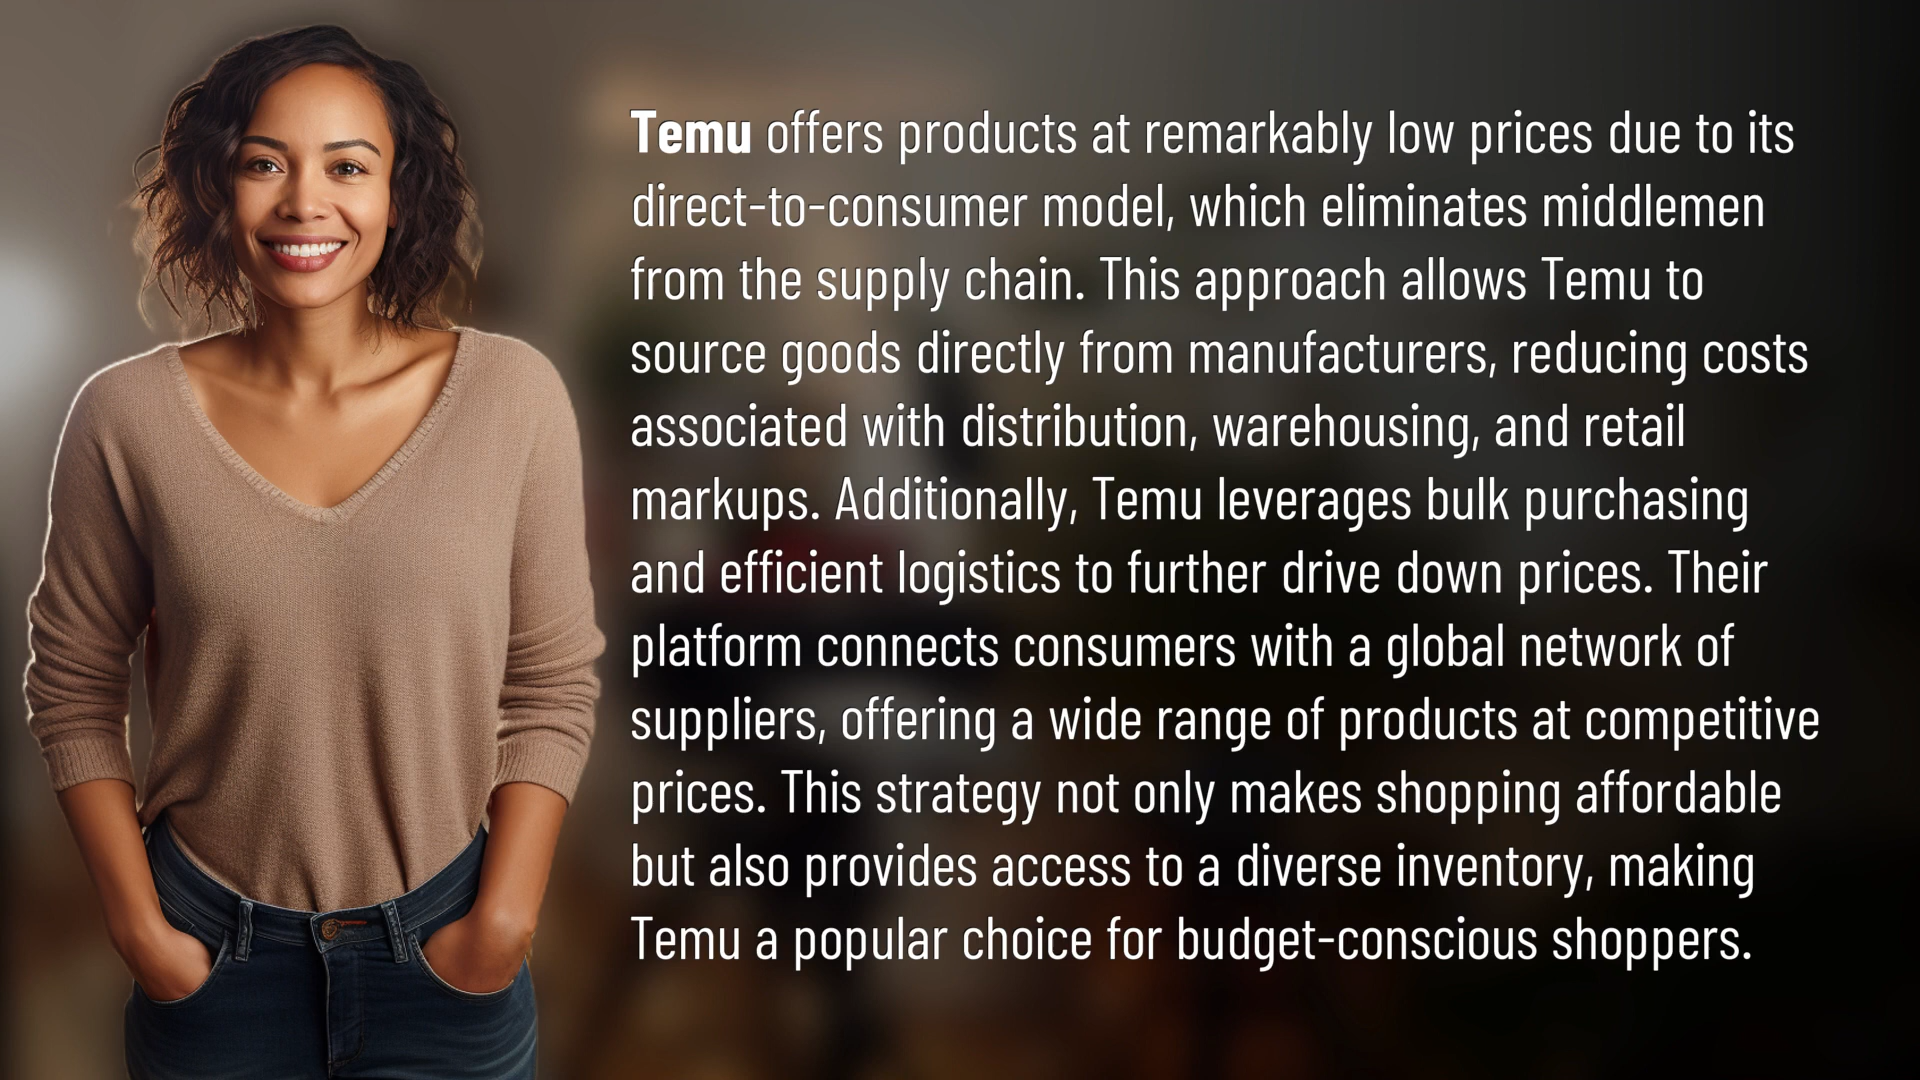 Temu offers products at remarkably low prices due to its
direct-to-consumer model, which eliminates middlemen
from the supply chain. This approach allows Temu to
source goods directly from manufacturers, reducing costs
associated with distribution, warehousing, and retail
markups. Additionally, Temu leverages bulk purchasing
and efficient logistics to further drive down prices. Their
platform connects consumers with a global network of
suppliers, offering a wide range of products at competitive
prices. This strategy not only makes shopping affordable
but also provides access to a diverse inventory, making
Temu a popular choice for budget-conscious shoppers.